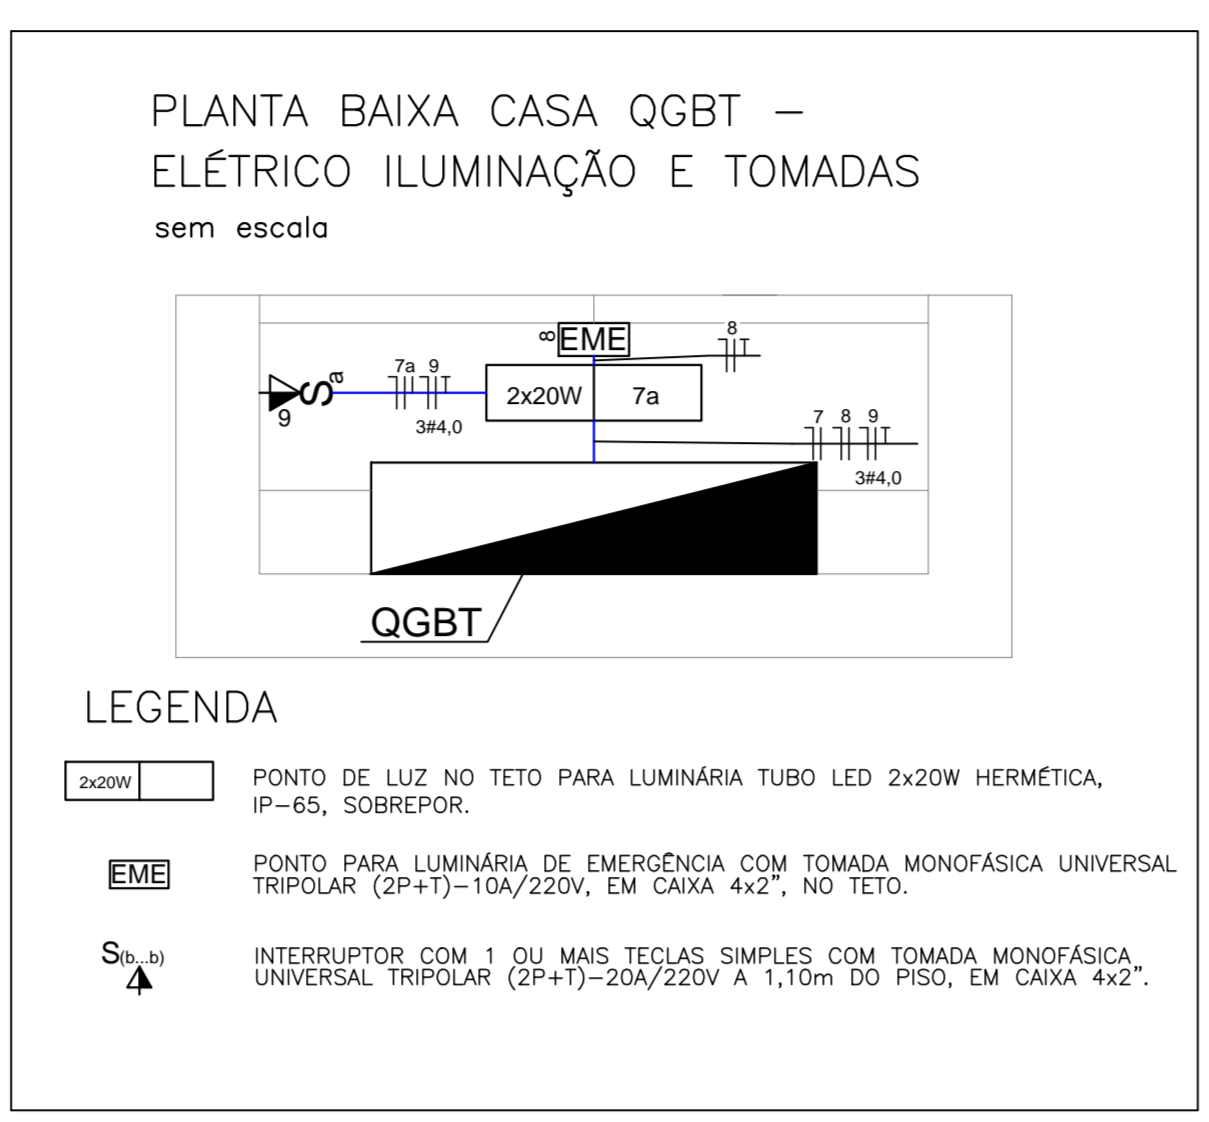 PLANTA BAIXA CASA QGBT –
ELÉTRICO ILUMINAÇÃO E TOMADAS
sem escala
8
EME
8
7a 9
S
a
9
3#4,0
2x20W
7a
7 8 9
3#4,0
QGBT
LEGENDA
2x20W
PONTO DE LUZ NO TETO PARA LUMINÁRIA TUBO LED 2x20W HERMÉTICA,
IP–65, SOBREPOR.
EME
PONTO PARA LUMINÁRIA DE EMERGÊNCIA COM TOMADA MONOFÁSICA UNIVERSAL
TRIPOLAR (2P+T)–10A/220V, EM CAIXA 4x2”, NO TETO.
S(b...b)
INTERRUPTOR COM 1 OU MAIS TECLAS SIMPLES COM TOMADA MONOFÁSICA
UNIVERSAL TRIPOLAR (2P+T)–20A/220V A 1,10m DO PISO, EM CAIXA 4x2”.